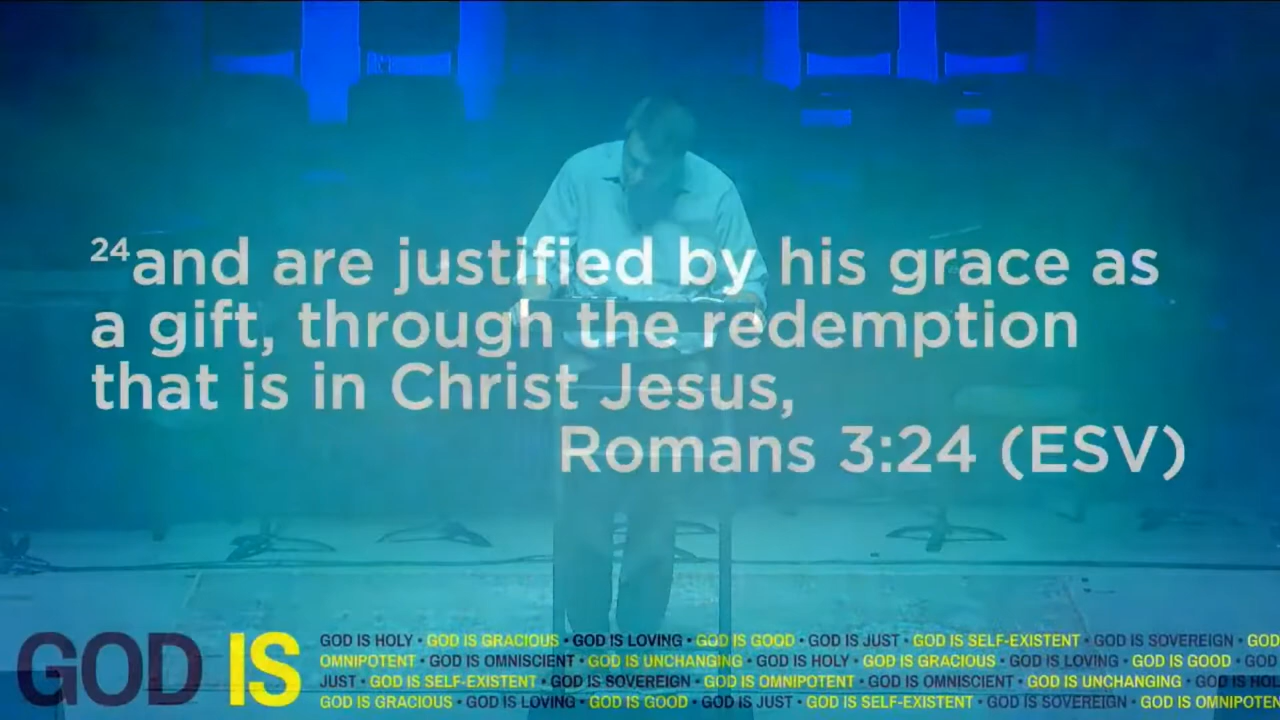 24and are justified by his grace as
a gift, through the redemption
that is in Christ Jesus,
Romans 3:24 (ESV)
GOD IS
GOD IS HOLY • GOD IS GRACIOUS • GOD IS LOVING • GOD IS GOOD • GOD IS JUST • GOD IS SELF-EXISTENT • GOD IS SOVEREIGN • GOD
OMNIPOTENT • GOD IS OMNISCIENT • GOD IS UNCHANGING • GOD IS HOLY • GOD IS GRACIOUS • GOD IS LOVING • GOD IS GOOD • GOD
JUST • GOD IS SELF-EXISTENT • GOD IS SOVEREIGN • GOD IS OMNIPOTENT • GOD IS OMNISCIENT • GOD IS UNCHANGING • GOD IS HOL
GOD IS GRACIOUS • GOD IS LOVING • GOD IS GOOD • GOD IS JUST • GOD IS SELF-EXISTENT • GOD IS SOVEREIGN • GOD IS OMNIPOTEN